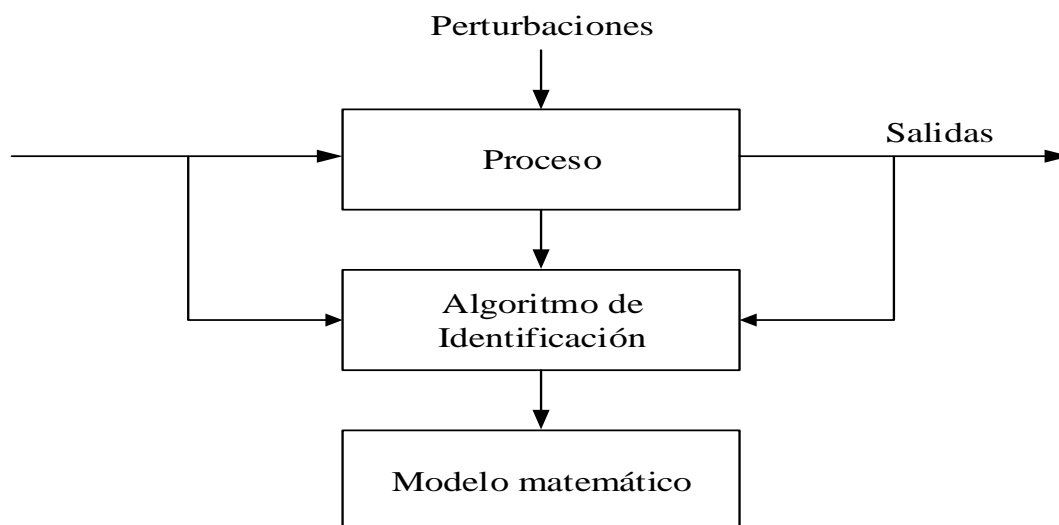 Perturbaciones
Salidas
Proceso
Algoritmo de
Identificación
Modelo matemático